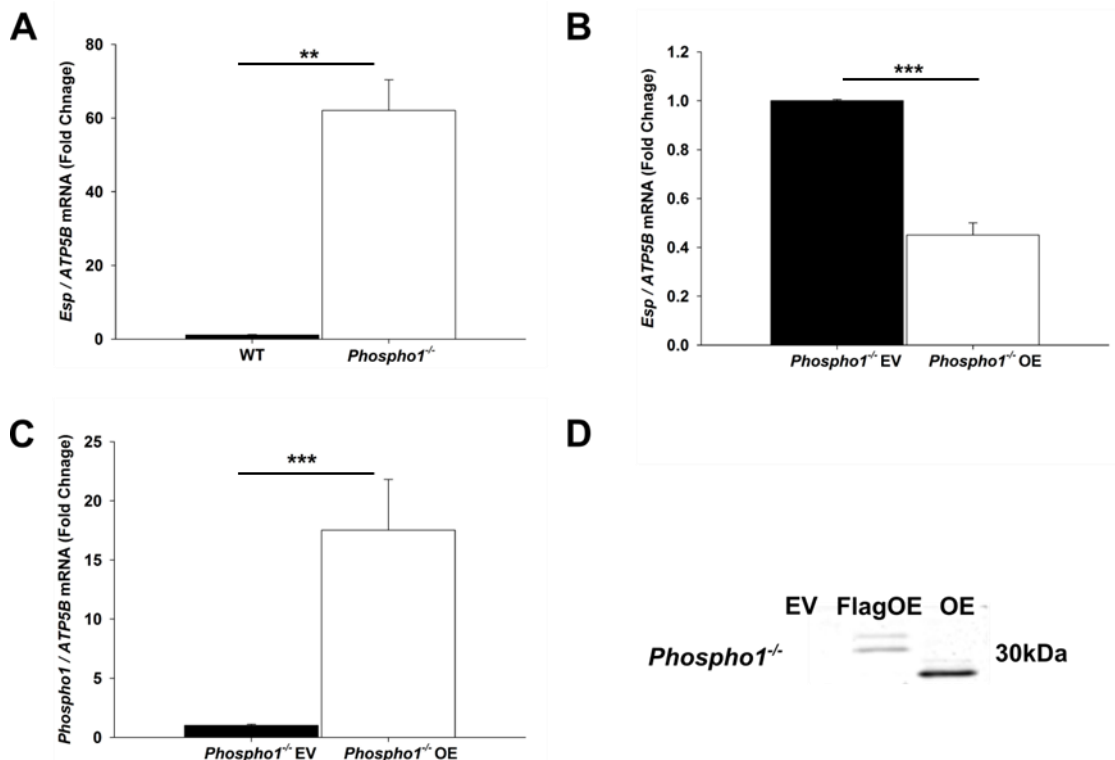 A
Esp / ATP5B mRNA (Fold Chnage)
80
60
40
20
0
**
WT
Phospho1-/-
B
Esp / ATP5B mRNA (Fold Chnage)
1.2
1.0
0.8
0.6
0.4
0.2
0.0
***
Phospho1-/- EV
Phospho1-/- OE
C
Phospho1 / ATP5B mRNA (Fold Chnage)
25
20
15
10
5
0
***
Phospho1-/- EV
Phospho1-/- OE
D
EV FlagOE OE
Phospho1-/-
30kDa